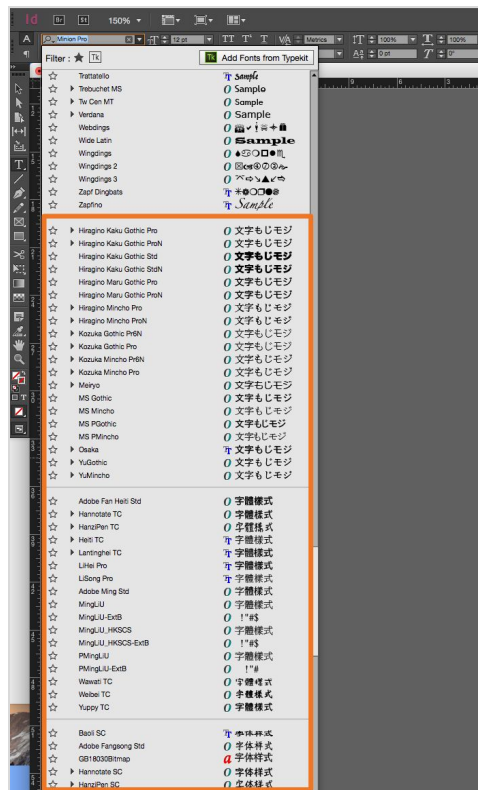 Id Br St 150%
A Minion Pro 12 pt TT T¹ T VA Metrics 100% 100%
Filter : Tk Add Fonts from Typekit 0 pt 0°
Trattatello Sample
Trebuchet MS Sample
Tw Cen MT Sample
Verdana Sample
Webdings
Wide Latin Sample
Wingdings
Wingdings 2
Wingdings 3
Zapf Dingbats
Zapfino Sample
Hiragino Kaku Gothic Pro 文字もじモジ
Hiragino Kaku Gothic ProN 文字もじモジ
Hiragino Kaku Gothic Std 文字もじモジ
Hiragino Kaku Gothic StdN 文字もじモジ
Hiragino Maru Gothic Pro 文字もじモジ
Hiragino Maru Gothic ProN 文字もじモジ
Hiragino Mincho Pro 文字もじモジ
Hiragino Mincho ProN 文字もじモジ
Kozuka Gothic Pr6N 文字もじモジ
Kozuka Gothic Pro 文字もじモジ
Kozuka Mincho Pr6N 文字もじモジ
Kozuka Mincho Pro 文字もじモジ
Meiryo 文字もじモジ
MS Gothic 文字もじモジ
MS Mincho 文字もじモジ
MS PGothic 文字もじモジ
MS PMincho 文字もじモジ
Osaka 文字もじモジ
YuGothic 文字もじモジ
YuMincho 文字もじモジ
Adobe Fan Heiti Std 字體樣式
Hannotate TC 字體樣式
HanziPen TC 字體樣式
Heiti TC 字體樣式
Lantinghei TC 字體樣式
LiHei Pro 字體樣式
LiSong Pro 字體樣式
Adobe Ming Std 字體樣式
MingLiU 字體樣式
MingLiU-ExtB !"#$
MingLiU_HKSCS 字體樣式
MingLiU_HKSCS-ExtB !"#$
PMingLiU 字體樣式
PMingLiU-ExtB !"#
Wawati TC 字體樣式
Weibei TC 字體樣式
Yuppy TC 字體樣式
Baoli SC 字体样式
Adobe Fangsong Std 字体样式
GB18030Bitmap 字体样式
Hannotate SC 字体样式
HanziPen SC 字体样式